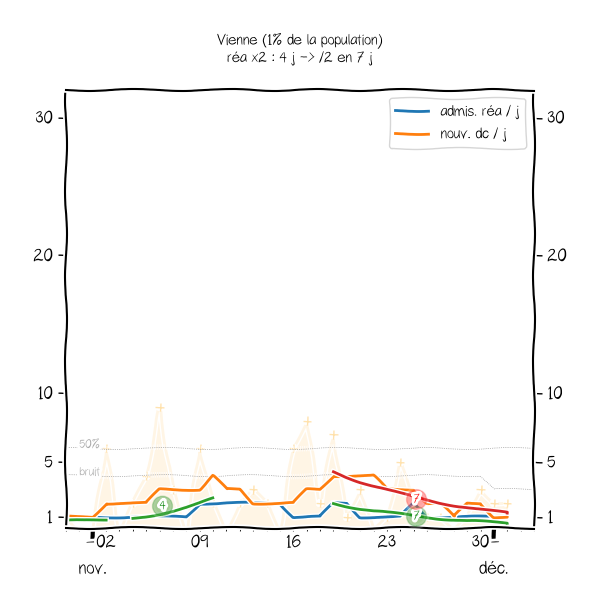 Vienne (1% de la population)
réa x2 : 4 j -> /2 en 7 j
admis. réa / j
nouv. dc / j
30 30
20 20
10 10
50%
5 5
bruit
4 7
7
1 1
02 09 16 23 30
nov. déc.